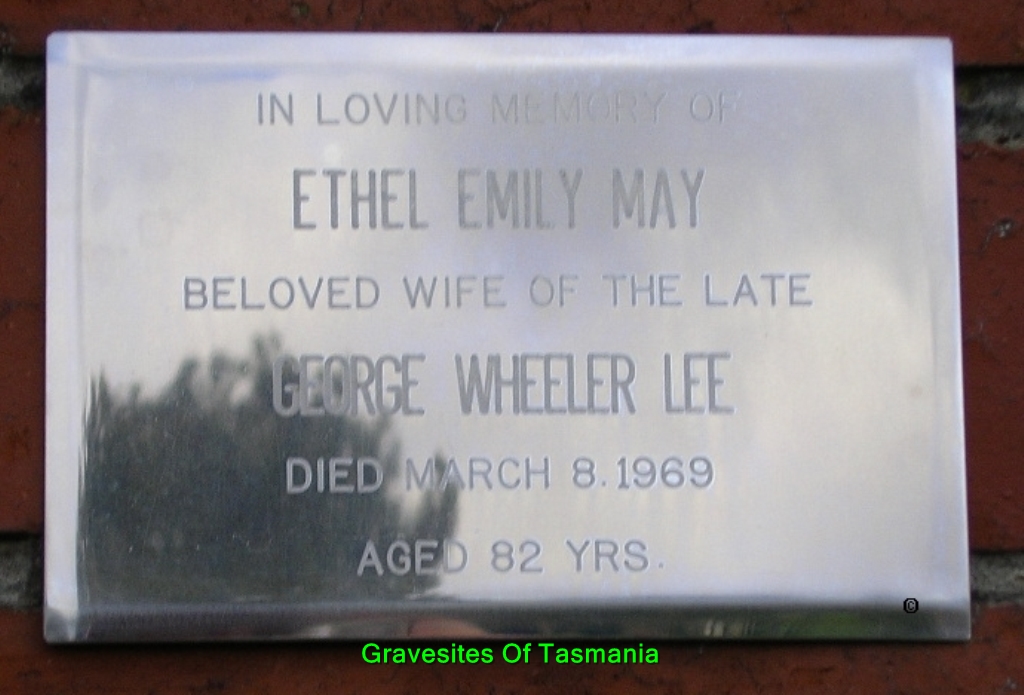 IN LOVING MEMORY OF
ETHEL EMILY MAY
BELOVED WIFE OF THE LATE
GEORGE WHEELER LEE
DIED MARCH 8.1969
AGED 82 YRS.
©
Gravesites Of Tasmania